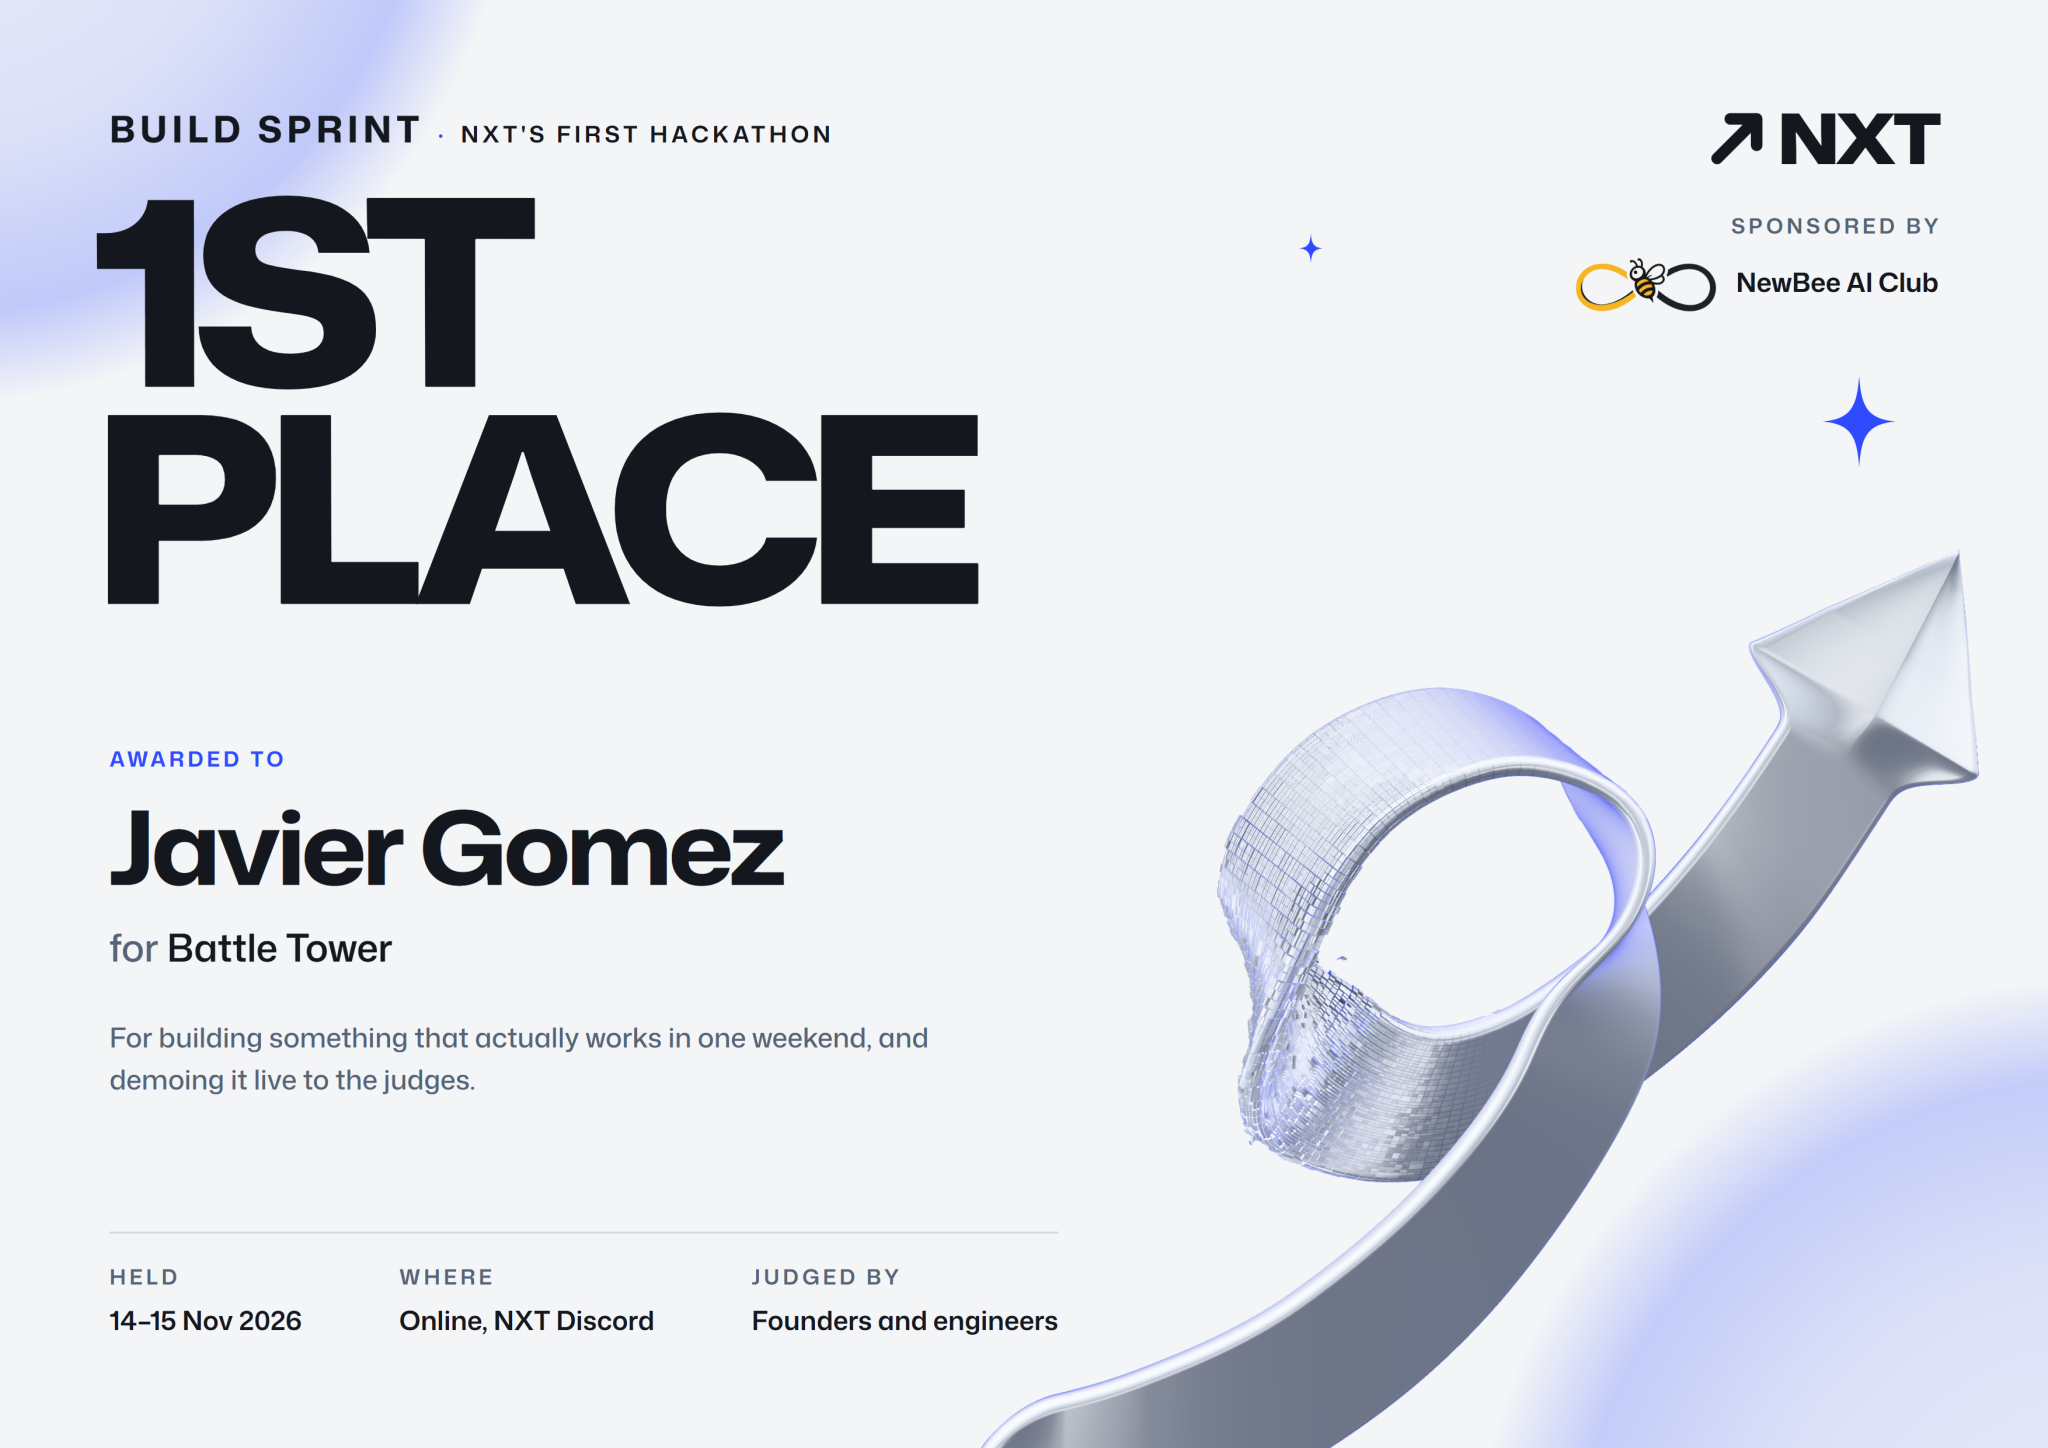 BUILD SPRINT · NXT'S FIRST HACKATHON
NXT
SPONSORED BY
NewBee AI Club
1ST
PLACE
AWARDED TO
Javier Gomez
for Battle Tower
For building something that actually works in one weekend, and
demoing it live to the judges.
HELD
14–15 Nov 2026
WHERE
Online, NXT Discord
JUDGED BY
Founders and engineers